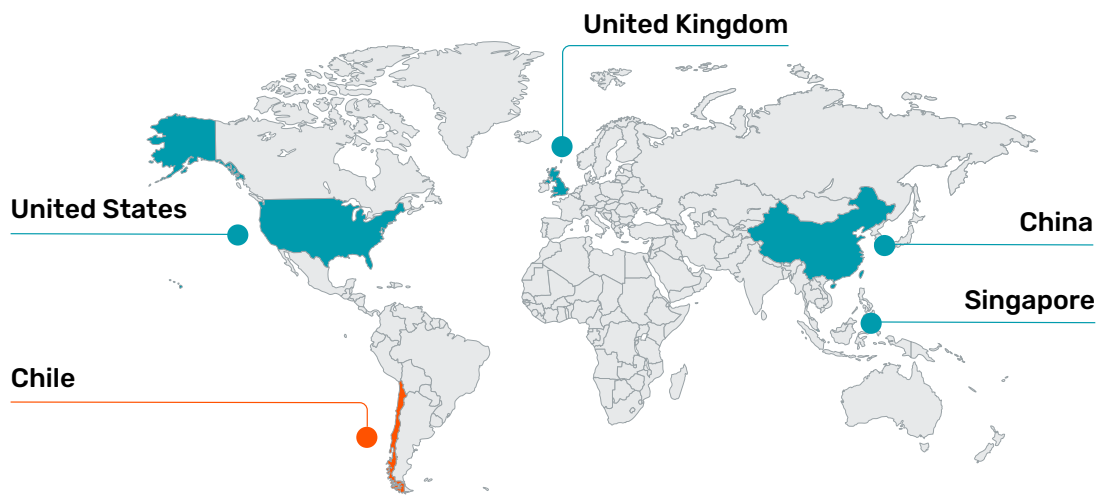 United Kingdom
United States
China
Singapore
Chile